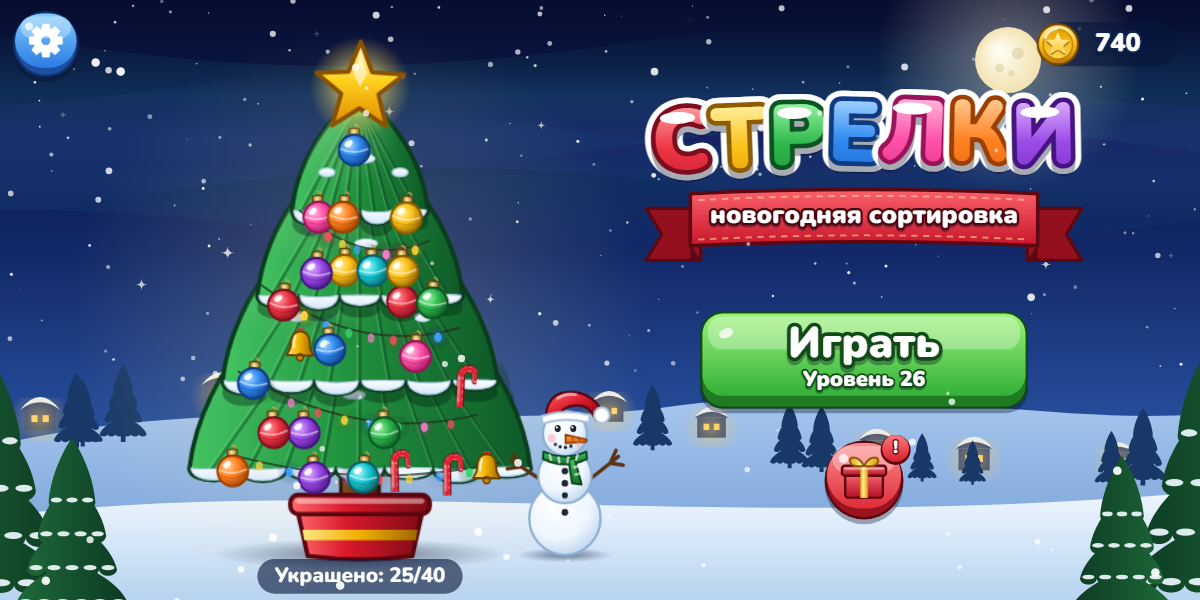 740
СТРЕЛКИ
новогодняя сортировка
Играть
Уровень 26
!
Украшено: 25/40